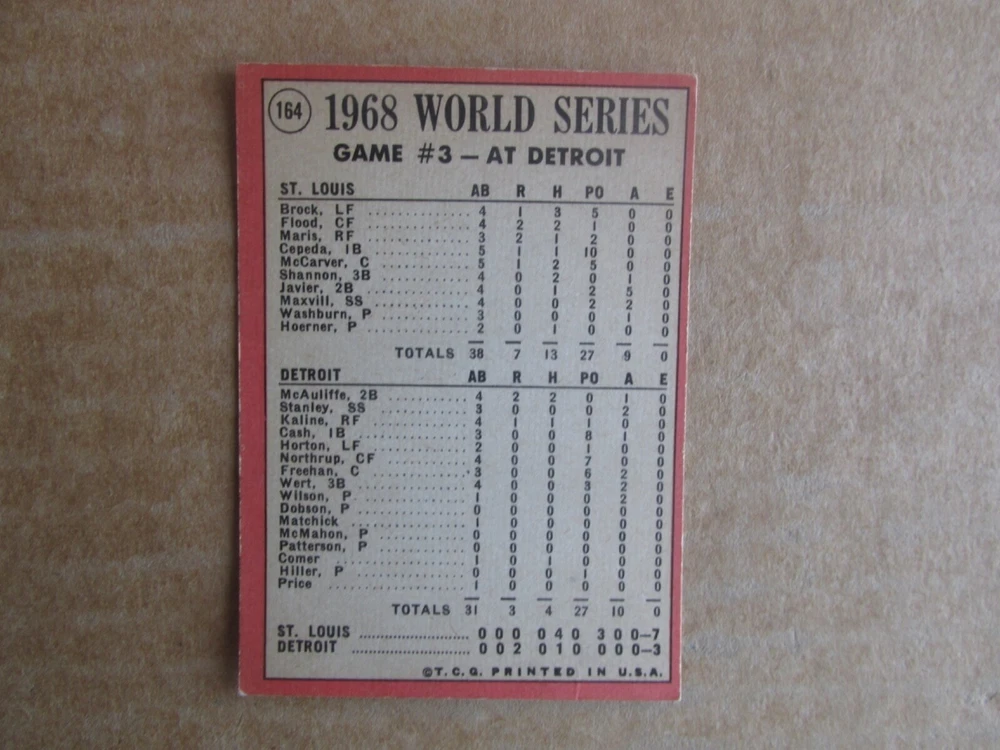 164 1968 WORLD SERIES
GAME #3 — AT DETROIT
ST. LOUIS AB R H PO A E
Brock, LF .............. 4 1 3 5 0 0
Flood, CF .............. 4 2 2 1 0 0
Maris, RF .............. 3 2 1 2 0 0
Cepeda, 1B .............. 5 1 1 10 0 0
McCarver, C .............. 5 1 2 5 0 0
Shannon, 3B .............. 4 0 2 0 1 0
Javier, 2B .............. 4 0 1 2 5 0
Maxvill, SS .............. 4 0 0 2 2 0
Washburn, P .............. 3 0 0 0 1 0
Hoerner, P .............. 2 0 1 0 0 0
TOTALS 38 7 13 27 9 0
DETROIT AB R H PO A E
McAuliffe, 2B .............. 4 2 2 0 1 0
Stanley, SS .............. 3 0 0 0 2 0
Kaline, RF .............. 4 1 1 1 0 0
Cash, 1B .............. 3 0 0 8 1 0
Horton, LF .............. 2 0 0 1 0 0
Northrup, CF .............. 4 0 0 7 0 0
Freehan, C .............. 3 0 0 6 2 0
Wert, 3B .............. 4 0 0 3 2 0
Wilson, P .............. 1 0 0 0 2 0
Dobson, P .............. 0 0 0 0 0 0
Matchick .............. 1 0 0 0 0 0
McMahon, P .............. 0 0 0 0 0 0
Patterson, P .............. 0 0 0 0 0 0
Comer .............. 1 0 1 0 0 0
Hiller, P .............. 0 0 0 1 0 0
Price .............. 1 0 0 0 0 0
TOTALS 31 3 4 27 10 0
ST. LOUIS .............. 0 0 0 0 4 0 3 0 0—7
DETROIT .............. 0 0 2 0 1 0 0 0 0—3
©T.C.G. PRINTED IN U.S.A.